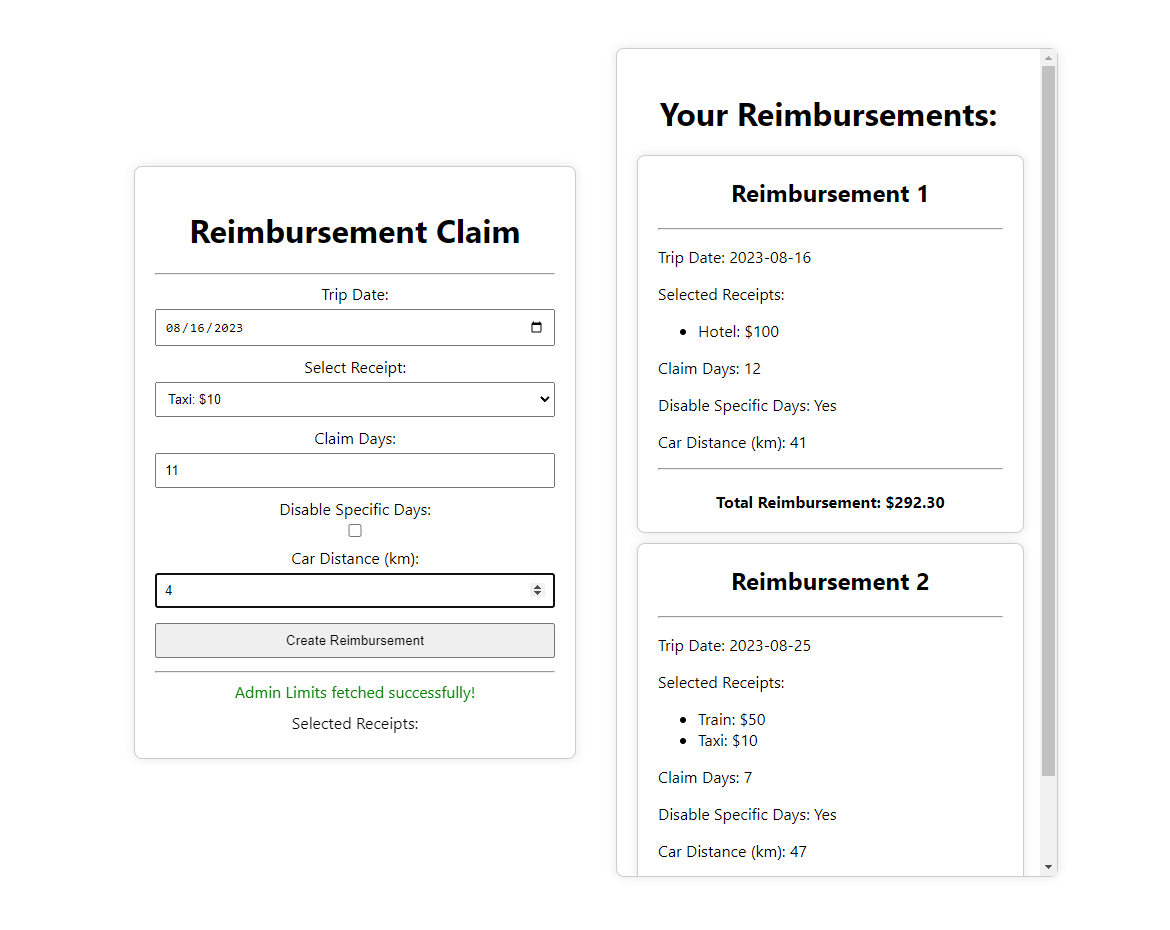 Reimbursement Claim
Trip Date:
08/16/2023
Select Receipt:
Taxi: $10
Claim Days:
11
Disable Specific Days:
Car Distance (km):
4
Create Reimbursement
Admin Limits fetched successfully!
Selected Receipts:
Your Reimbursements:
Reimbursement 1
Trip Date: 2023-08-16
Selected Receipts:
Hotel: $100
Claim Days: 12
Disable Specific Days: Yes
Car Distance (km): 41
Total Reimbursement: $292.30
Reimbursement 2
Trip Date: 2023-08-25
Selected Receipts:
Train: $50
Taxi: $10
Claim Days: 7
Disable Specific Days: Yes
Car Distance (km): 47